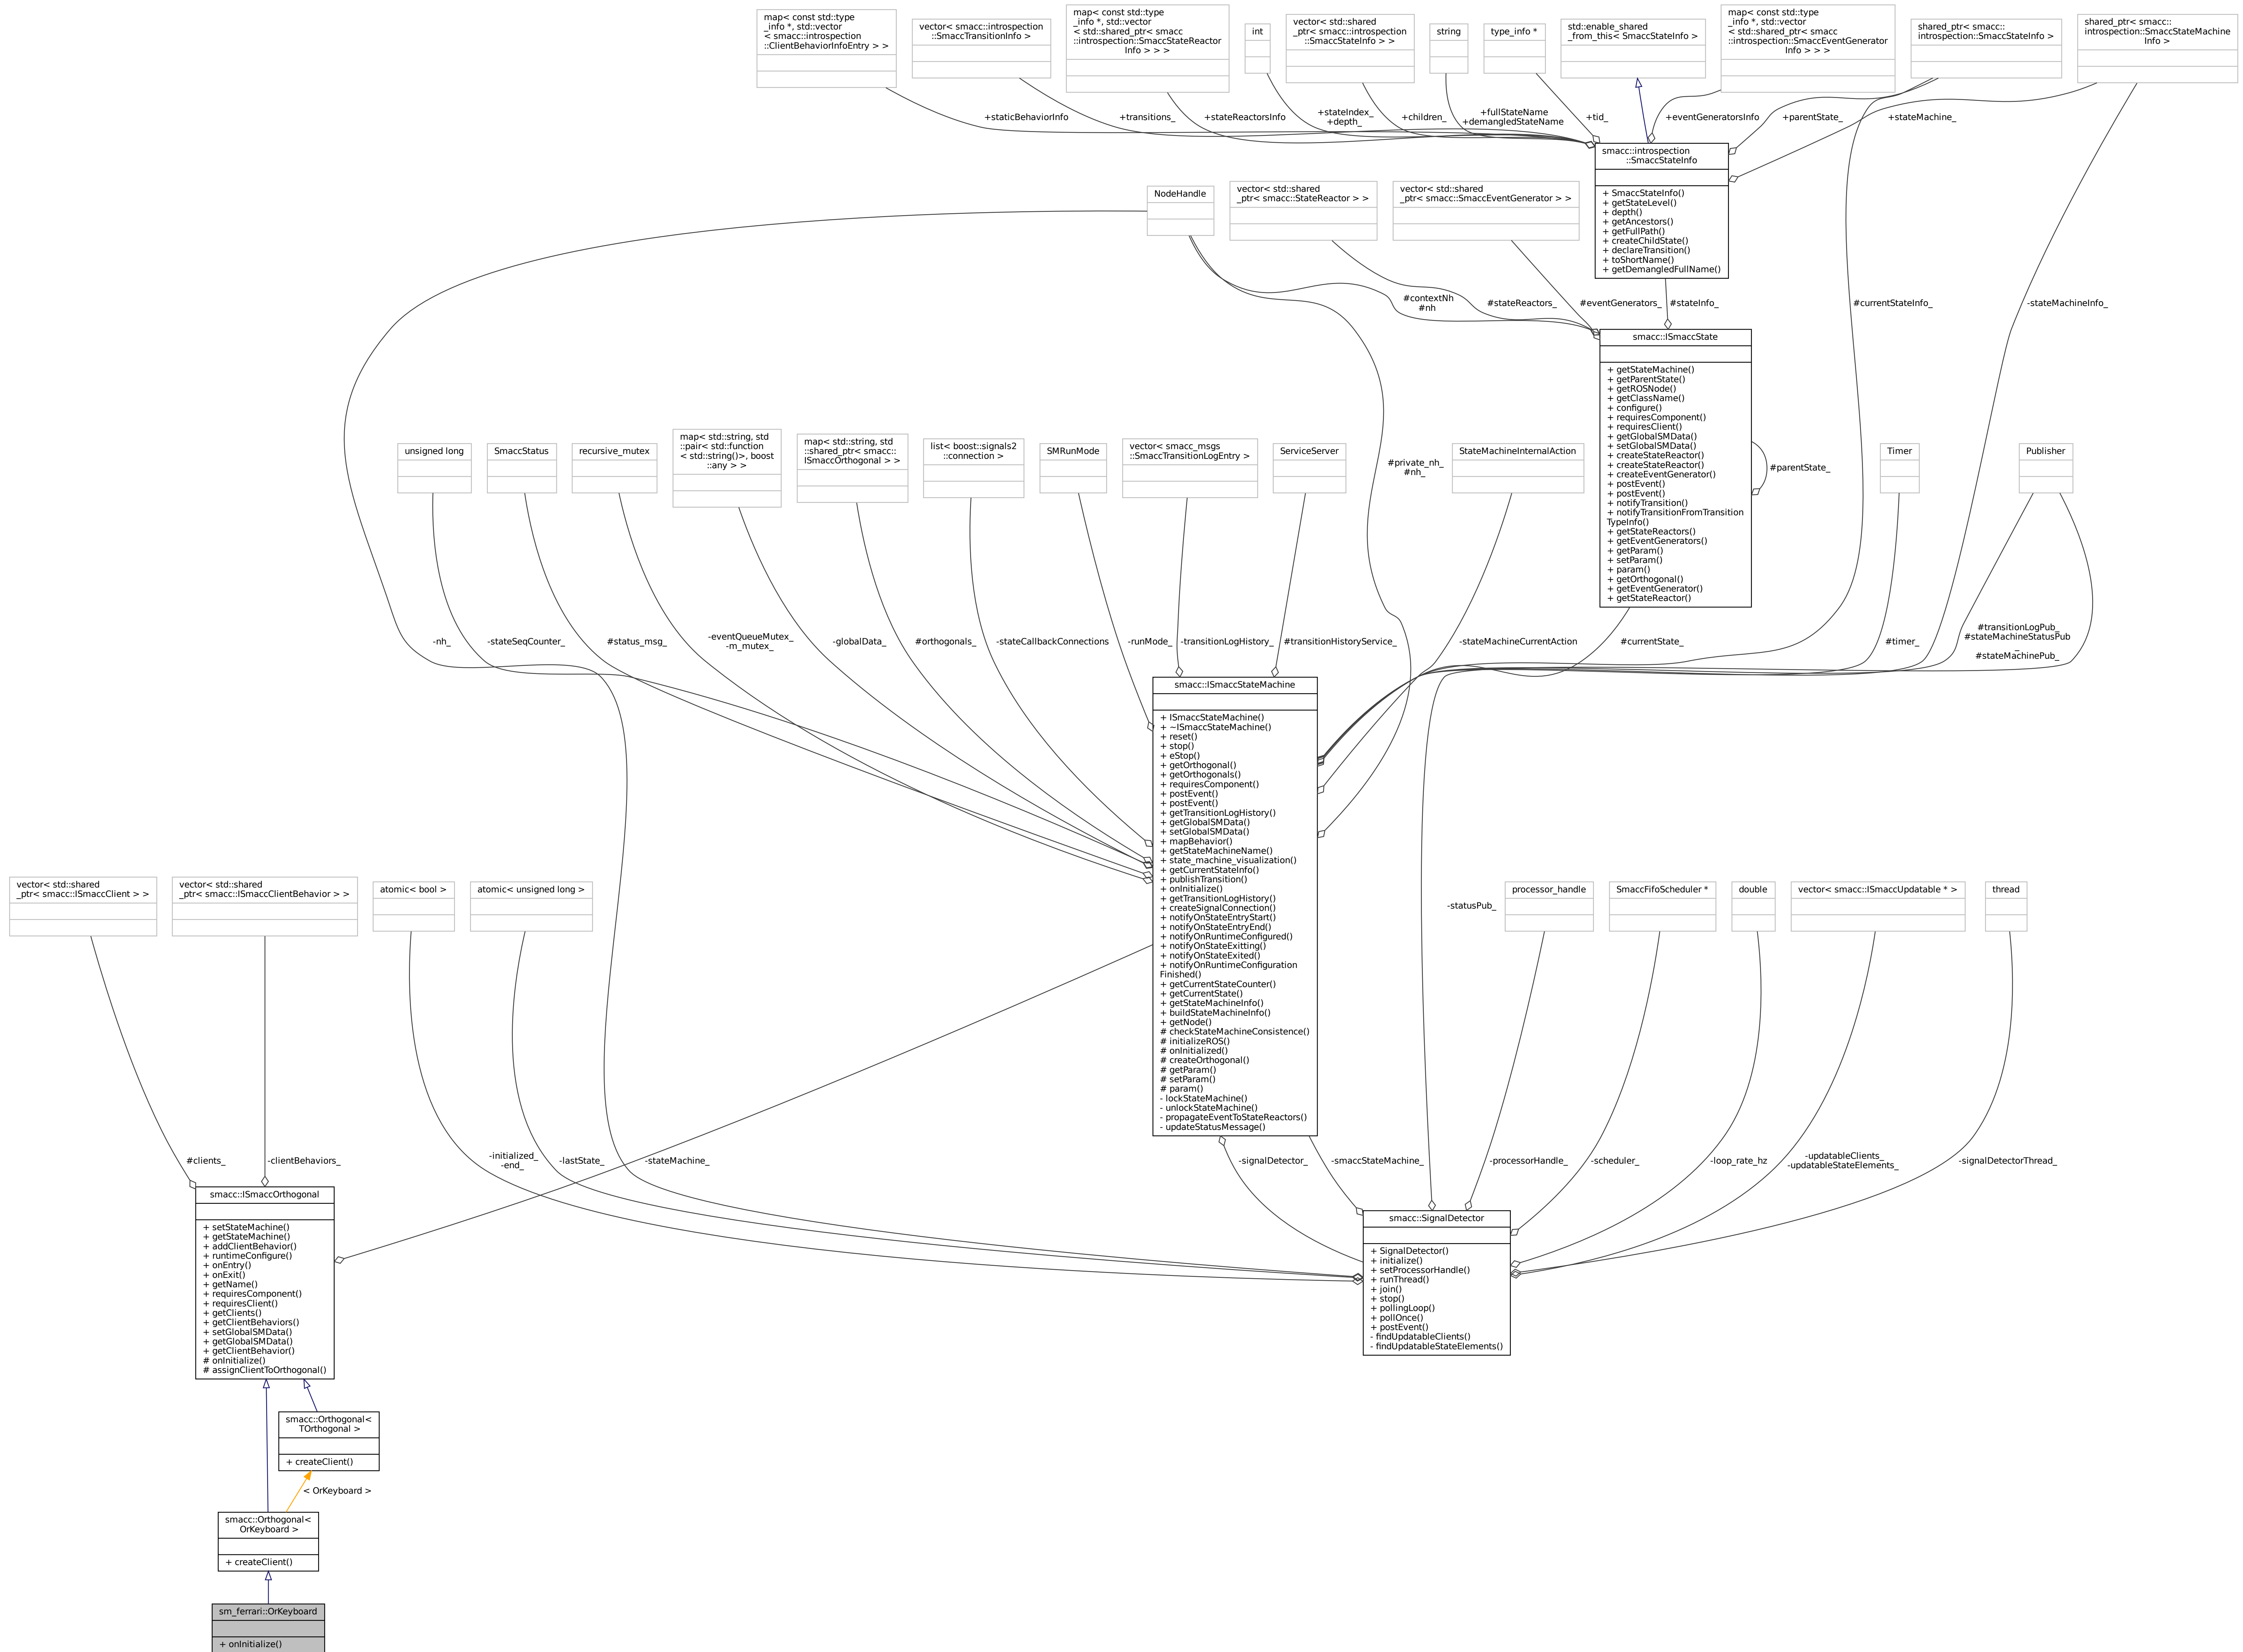 map< const std::type
_info *, std::vector
< smacc::introspection
::ClientBehaviorInfoEntry > >
vector< smacc::introspection
::SmaccTransitionInfo >
map< const std::type
_info *, std::vector
< std::shared_ptr< smacc
::introspection::SmaccStateReactor
Info > > >
int
vector< std::shared
_ptr< smacc::introspection
::SmaccStateInfo > >
string
type_info *
std::enable_shared
_from_this< SmaccStateInfo >
map< const std::type
_info *, std::vector
< std::shared_ptr< smacc
::introspection::SmaccEventGenerator
Info > > >
shared_ptr< smacc::
introspection::SmaccStateInfo >
shared_ptr< smacc::
introspection::SmaccStateMachine
Info >
+staticBehaviorInfo
+transitions_
+stateReactorsInfo
+stateIndex_
+depth_
+children_
+fullStateName
+demangledStateName
+tid_
+eventGeneratorsInfo
+parentState_
+stateMachine_
smacc::introspection
::SmaccStateInfo
+ SmaccStateInfo()
+ getStateLevel()
+ depth()
+ getAncestors()
+ getFullPath()
+ createChildState()
+ declareTransition()
+ toShortName()
+ getDemangledFullName()
NodeHandle
vector< std::shared
_ptr< smacc::StateReactor > >
vector< std::shared
_ptr< smacc::SmaccEventGenerator > >
#contextNh
#nh
#stateReactors_
#eventGenerators_
#stateInfo_
#currentStateInfo_
-stateMachineInfo_
smacc::ISmaccState
+ getStateMachine()
+ getParentState()
+ getROSNode()
+ getClassName()
+ configure()
+ requiresComponent()
+ requiresClient()
+ getGlobalSMData()
+ setGlobalSMData()
+ createStateReactor()
+ createStateReactor()
+ createEventGenerator()
+ postEvent()
+ postEvent()
+ notifyTransition()
+ notifyTransitionFromTransition
TypeInfo()
+ getStateReactors()
+ getEventGenerators()
+ getParam()
+ setParam()
+ param()
+ getOrthogonal()
+ getEventGenerator()
+ getStateReactor()
#parentState_
unsigned long
SmaccStatus
recursive_mutex
map< std::string, std
::pair< std::function
< std::string()>, boost
::any > >
map< std::string, std
::shared_ptr< smacc::
ISmaccOrthogonal > >
list< boost::signals2
::connection >
SMRunMode
vector< smacc_msgs
::SmaccTransitionLogEntry >
ServiceServer
#private_nh_
#nh_
StateMachineInternalAction
Timer
Publisher
-nh_
-stateSeqCounter_
#status_msg_
-eventQueueMutex_
-m_mutex_
-globalData_
#orthogonals_
-stateCallbackConnections
-runMode_
-transitionLogHistory_
#transitionHistoryService_
-stateMachineCurrentAction
#currentState_
#timer_
#transitionLogPub_
#stateMachineStatusPub
_
#stateMachinePub_
smacc::ISmaccStateMachine
+ ISmaccStateMachine()
+ ~ISmaccStateMachine()
+ reset()
+ stop()
+ eStop()
+ getOrthogonal()
+ getOrthogonals()
+ requiresComponent()
+ postEvent()
+ postEvent()
+ getTransitionLogHistory()
+ getGlobalSMData()
+ setGlobalSMData()
+ mapBehavior()
+ getStateMachineName()
+ state_machine_visualization()
+ getCurrentStateInfo()
+ publishTransition()
+ onInitialize()
+ getTransitionLogHistory()
+ createSignalConnection()
+ notifyOnStateEntryStart()
+ notifyOnStateEntryEnd()
+ notifyOnRuntimeConfigured()
+ notifyOnStateExitting()
+ notifyOnStateExited()
+ notifyOnRuntimeConfiguration
Finished()
+ getCurrentStateCounter()
+ getCurrentState()
+ getStateMachineInfo()
+ buildStateMachineInfo()
+ getNode()
# checkStateMachineConsistence()
# initializeROS()
# onInitialized()
# createOrthogonal()
# getParam()
# setParam()
# param()
- lockStateMachine()
- unlockStateMachine()
- propagateEventToStateReactors()
- updateStatusMessage()
vector< std::shared
_ptr< smacc::ISmaccClient > >
vector< std::shared
_ptr< smacc::ISmaccClientBehavior > >
atomic< bool >
atomic< unsigned long >
-statusPub_
processor_handle
SmaccFifoScheduler *
double
vector< smacc::ISmaccUpdatable * >
thread
#clients_
-clientBehaviors_
-initialized_
-end_
-lastState_
-stateMachine_
-signalDetector_
-smaccStateMachine_
-processorHandle_
-scheduler_
-loop_rate_hz
-updatableClients_
-updatableStateElements_
-signalDetectorThread_
smacc::ISmaccOrthogonal
+ setStateMachine()
+ getStateMachine()
+ addClientBehavior()
+ runtimeConfigure()
+ onEntry()
+ onExit()
+ getName()
+ requiresComponent()
+ requiresClient()
+ getClients()
+ getClientBehaviors()
+ setGlobalSMData()
+ getGlobalSMData()
+ getClientBehavior()
# onInitialize()
# assignClientToOrthogonal()
smacc::SignalDetector
+ SignalDetector()
+ initialize()
+ setProcessorHandle()
+ runThread()
+ join()
+ stop()
+ pollingLoop()
+ pollOnce()
+ postEvent()
- findUpdatableClients()
- findUpdatableStateElements()
smacc::Orthogonal<
TOrthogonal >
+ createClient()
< OrKeyboard >
smacc::Orthogonal<
OrKeyboard >
+ createClient()
sm_ferrari::OrKeyboard
+ onInitialize()